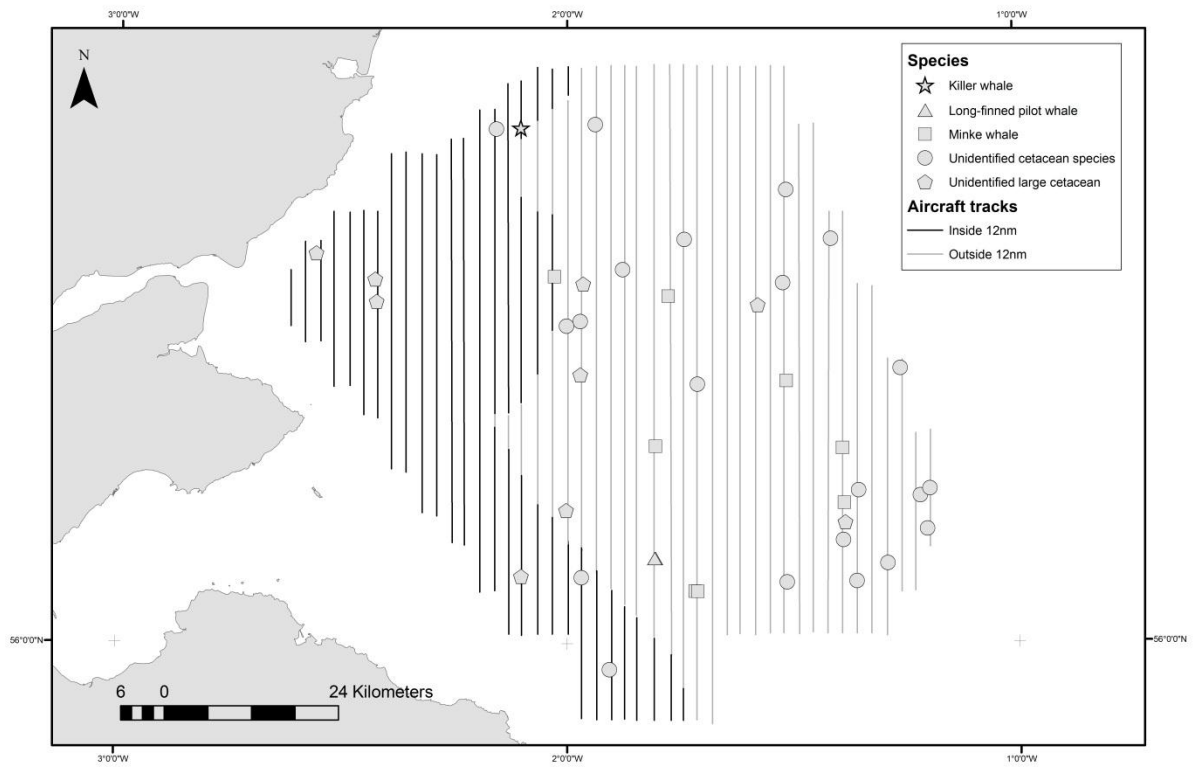 3°0'0"W 2°0'0"W 1°0'0"W
N
Species
Killer whale
Long-finned pilot whale
Minke whale
Unidentified cetacean species
Unidentified large cetacean
Aircraft tracks
Inside 12nm
Outside 12nm
56°0'0"N 56°0'0"N
6 0 24 Kilometers
3°0'0"W 2°0'0"W 1°0'0"W